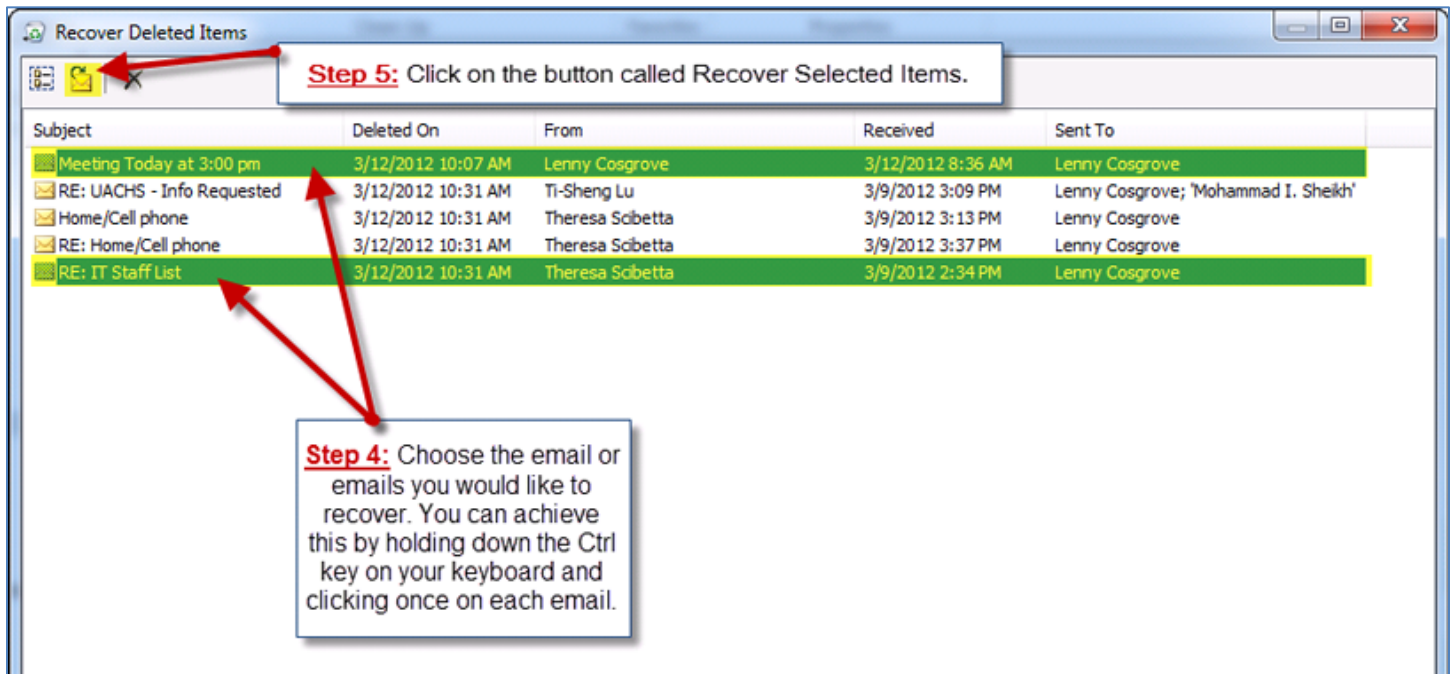 Recover Deleted Items
Step 5: Click on the button called Recover Selected Items.
Subject Deleted On From Received Sent To
Meeting Today at 3:00 pm 3/12/2012 10:07 AM Lenny Cosgrove 3/12/2012 8:36 AM Lenny Cosgrove
RE: UACHS - Info Requested 3/12/2012 10:31 AM Ti-Sheng Lu 3/9/2012 3:09 PM Lenny Cosgrove; 'Mohammad I. Sheikh'
Home/Cell phone 3/12/2012 10:31 AM Theresa Scibetta 3/9/2012 3:13 PM Lenny Cosgrove
RE: Home/Cell phone 3/12/2012 10:31 AM Theresa Scibetta 3/9/2012 3:37 PM Lenny Cosgrove
RE: IT Staff List 3/12/2012 10:31 AM Theresa Scibetta 3/9/2012 2:34 PM Lenny Cosgrove
Step 4: Choose the email or
emails you would like to
recover. You can achieve
this by holding down the Ctrl
key on your keyboard and
clicking once on each email.